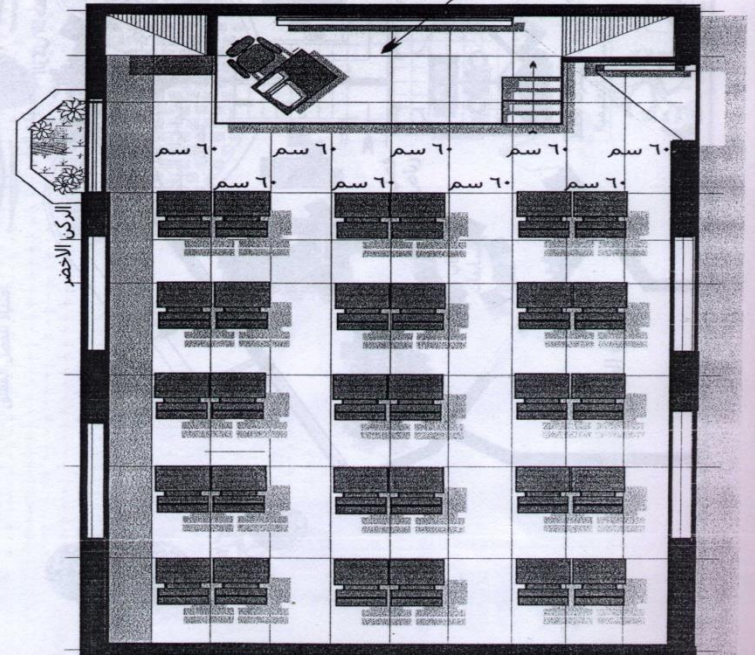 ٦٠ سم ٦٠ سم ٦٠ سم ٦٠ سم ٦٠ سم
٦٠ سم ٦٠ سم ٦٠ سم ٦٠ سم
الركن الاخضر